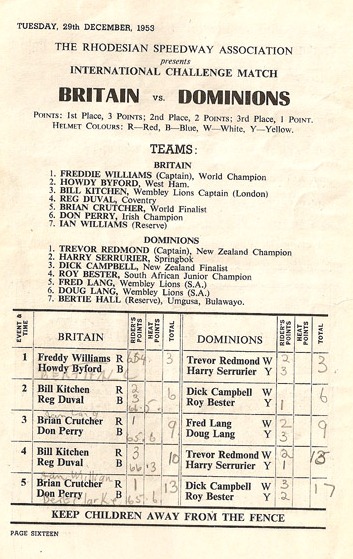 TUESDAY, 29th DECEMBER, 1953
THE RHODESIAN SPEEDWAY ASSOCIATION
presents
INTERNATIONAL CHALLENGE MATCH
BRITAIN vs. DOMINIONS
POINTS: 1st Place, 3 POINTS; 2nd Place, 2 POINTS; 3rd Place, 1 POINT.
HELMET COLOURS: R—Red, B—Blue, W—White, Y—Yellow.
TEAMS:
BRITAIN
1. FREDDIE WILLIAMS (Captain), World Champion
2. HOWDY BYFORD, West Ham.
3. BILL KITCHEN, Wembley Lions Captain (London)
4. REG DUVAL, Coventry
5. BRIAN CRUTCHER, World Finalist
6. DON PERRY, Irish Champion
7. IAN WILLIAMS (Reserve)
DOMINIONS
1. TREVOR REDMOND (Captain), New Zealand Champion
2. HARRY SERRURIER, Springbok
3. DICK CAMPBELL, New Zealand Finalist
4. ROY BESTER, South African Junior Champion
5. FRED LANG, Wembley Lions (S.A.)
6. DOUG LANG, Wembley Lions (S.A.)
7. BERTIE HALL (Reserve), Umgusa, Bulawayo.
EVENT & TIME BRITAIN RIDER'S POINTS HEAT POINTS TOTAL DOMINIONS RIDER'S POINTS HEAT POINTS TOTAL
1 Freddy Williams R 3 Trevor Redmond W 2 3
Howdy Byford B Harry Serrurier Y 3
2 Bill Kitchen R 2 6 Dick Campbell W 6
Reg Duval B 3 Roy Bester Y 1
3 Brian Crutcher R 1 9 Fred Lang W 2 9
Don Perry B 65.6 Doug Lang Y 3
4 Bill Kitchen R 3 10 Trevor Redmond W 2
Reg Duval B 66.3 Harry Serrurier Y 1
5 Brian Crutcher R 1 13 Dick Campbell W 3 17
Don Perry B 65.6 Roy Bester Y 2
KEEP CHILDREN AWAY FROM THE FENCE
PAGE SIXTEEN